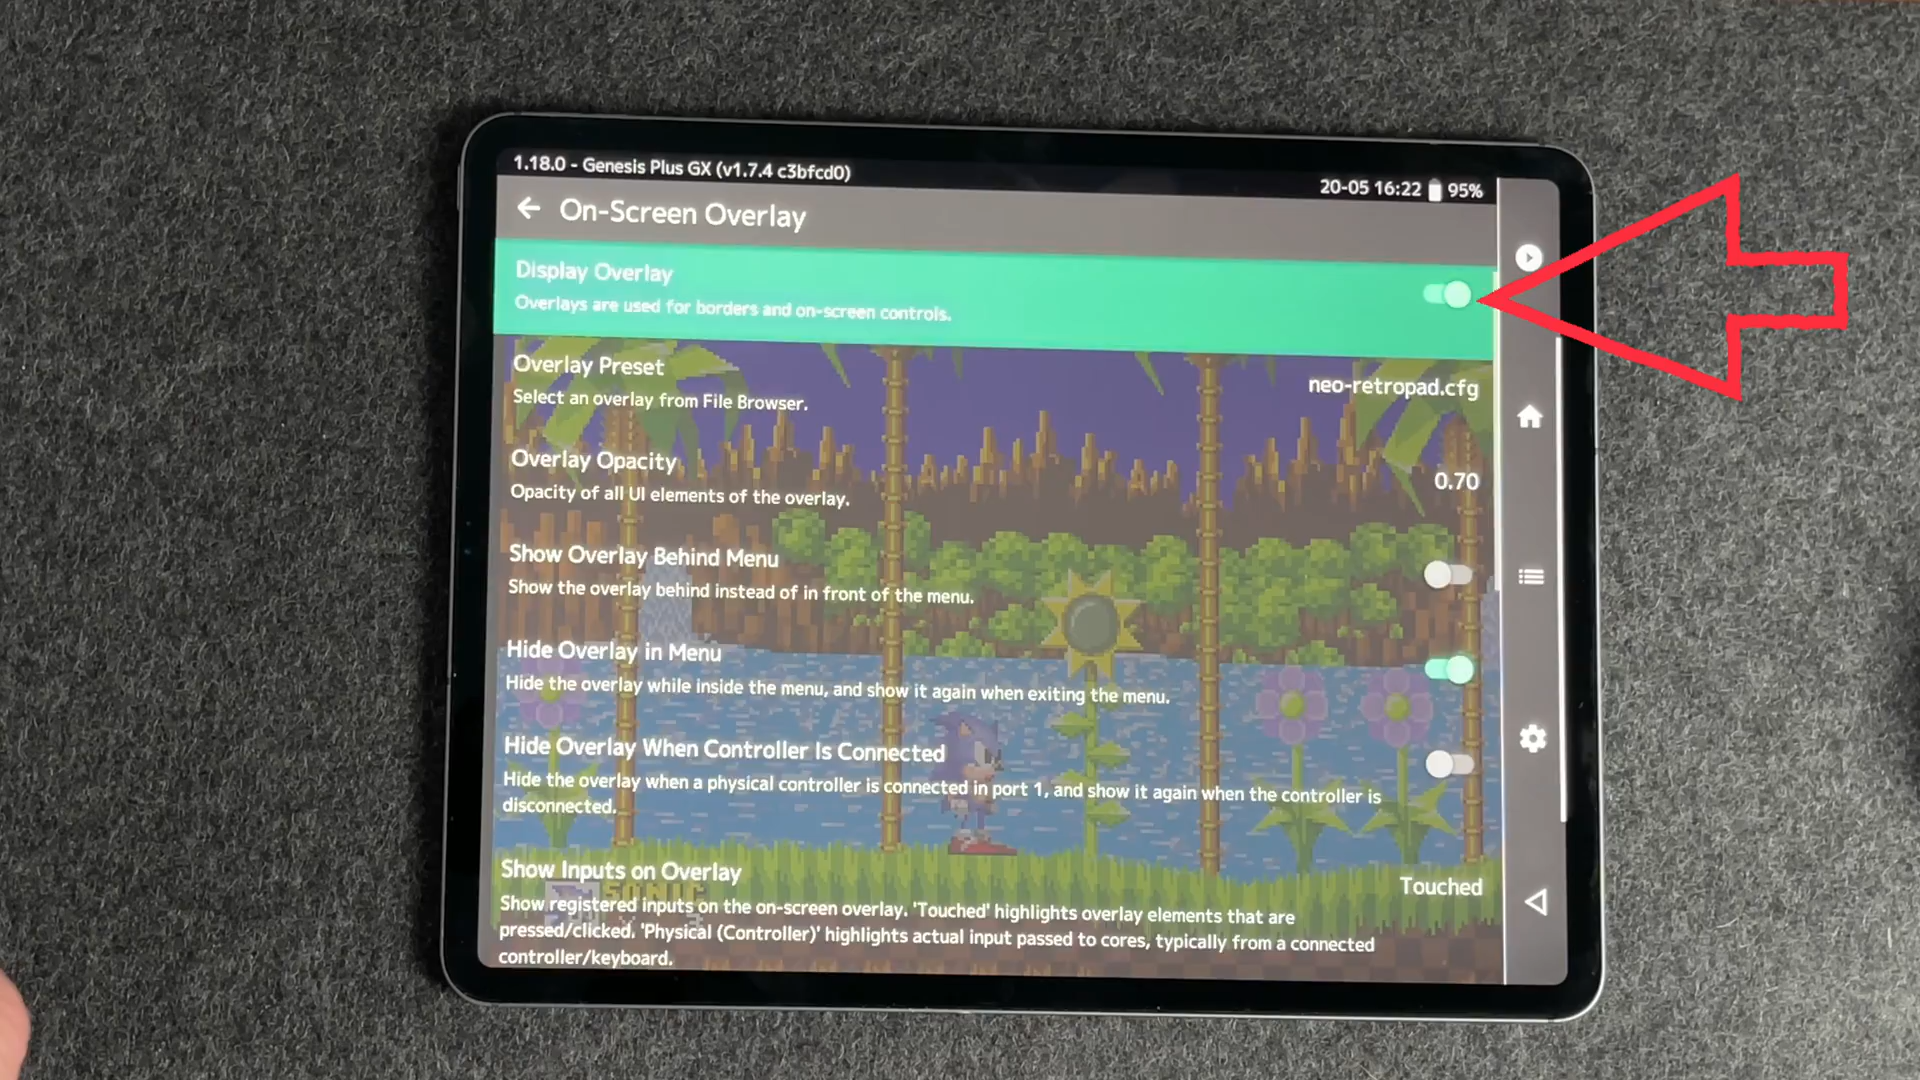 1.18.0 - Genesis Plus GX (v1.7.4 c3bfcd0)
20-05 16:22 95%
On-Screen Overlay
Display Overlay
Overlays are used for borders and on-screen controls.
Overlay Preset
neo-retropad.cfg
Select an overlay from File Browser.
Overlay Opacity
0.70
Opacity of all UI elements of the overlay.
Show Overlay Behind Menu
Show the overlay behind instead of in front of the menu.
Hide Overlay in Menu
Hide the overlay while inside the menu, and show it again when exiting the menu.
Hide Overlay When Controller Is Connected
Hide the overlay when a physical controller is connected in port 1, and show it again when the controller is
disconnected.
Show Inputs on Overlay
Touched
SONIC
Show registered inputs on the on-screen overlay. 'Touched' highlights overlay elements that are
pressed/clicked. 'Physical (Controller)' highlights actual input passed to cores, typically from a connected
controller/keyboard.